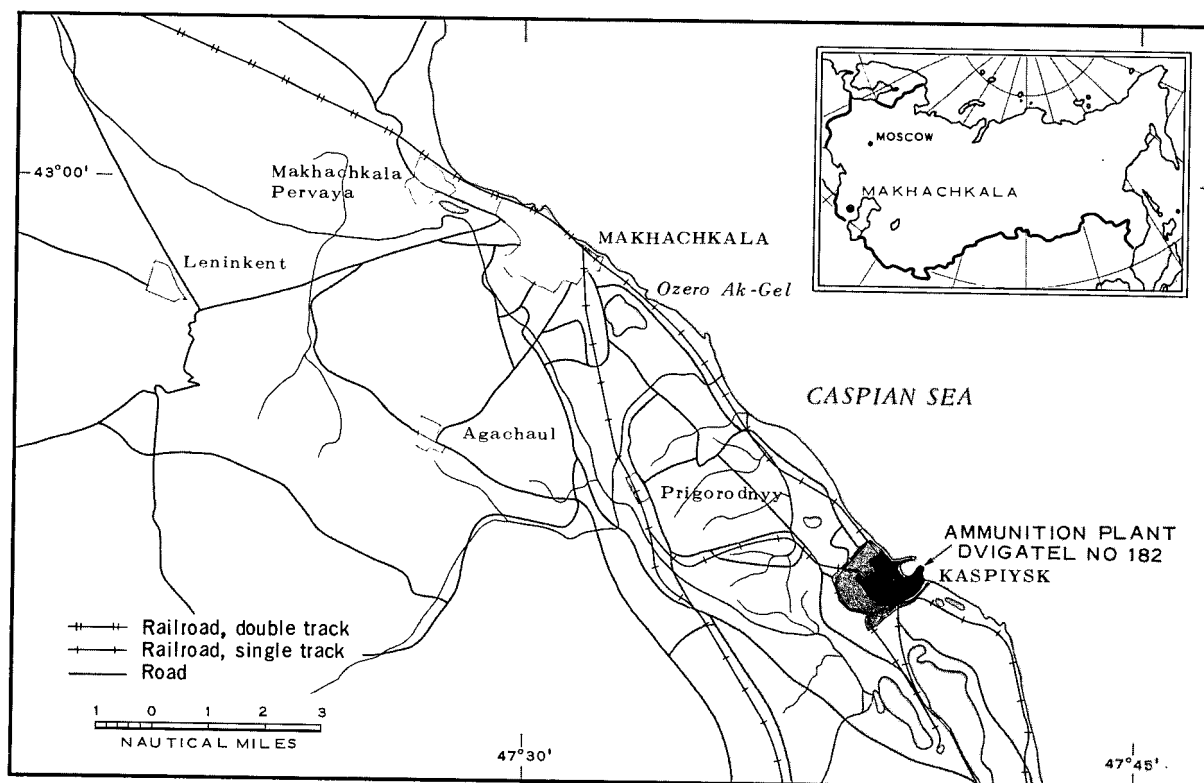 MOSCOW
MAKHACHKALA
43°00'
Makhachkala
Pervaya
MAKHACHKALA
Leninkent
Ozero Ak-Gel
CASPIAN SEA
Agachaul
Prigorodnyy
AMMUNITION PLANT
DVIGATEL NO 182
KASPIYSK
Railroad, double track
Railroad, single track
Road
1 0 1 2 3
NAUTICAL MILES
47°30'
47°45'